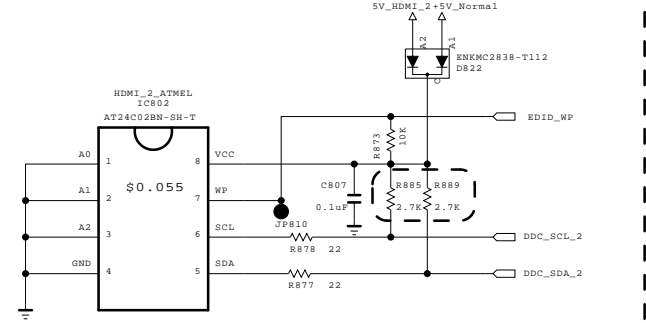 5V_HDMI_2 +5V_Normal
A2
A1
ENKMC2838-T112
D822
C
HDMI_2_ATMEL
IC802
AT24C02BN-SH-T
EDID_WP
R873
10K
A0
1
8
VCC
$0.055
C807
0.1uF
R885
R889
2.7K
2.7K
A1
2
7
WP
JP810
A2
3
6
SCL
R878 22
DDC_SCL_2
GND
4
5
SDA
R877 22
DDC_SDA_2